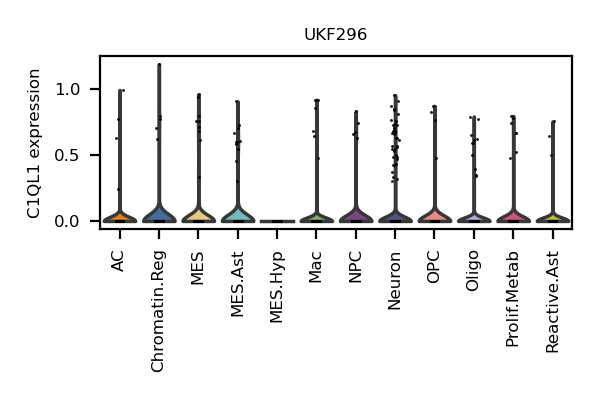 UKF296
C1QL1 expression
1.0
0.5
0.0
AC
Chromatin.Reg
MES
MES.Ast
MES.Hyp
Mac
NPC
Neuron
OPC
Oligo
Prolif.Metab
Reactive.Ast